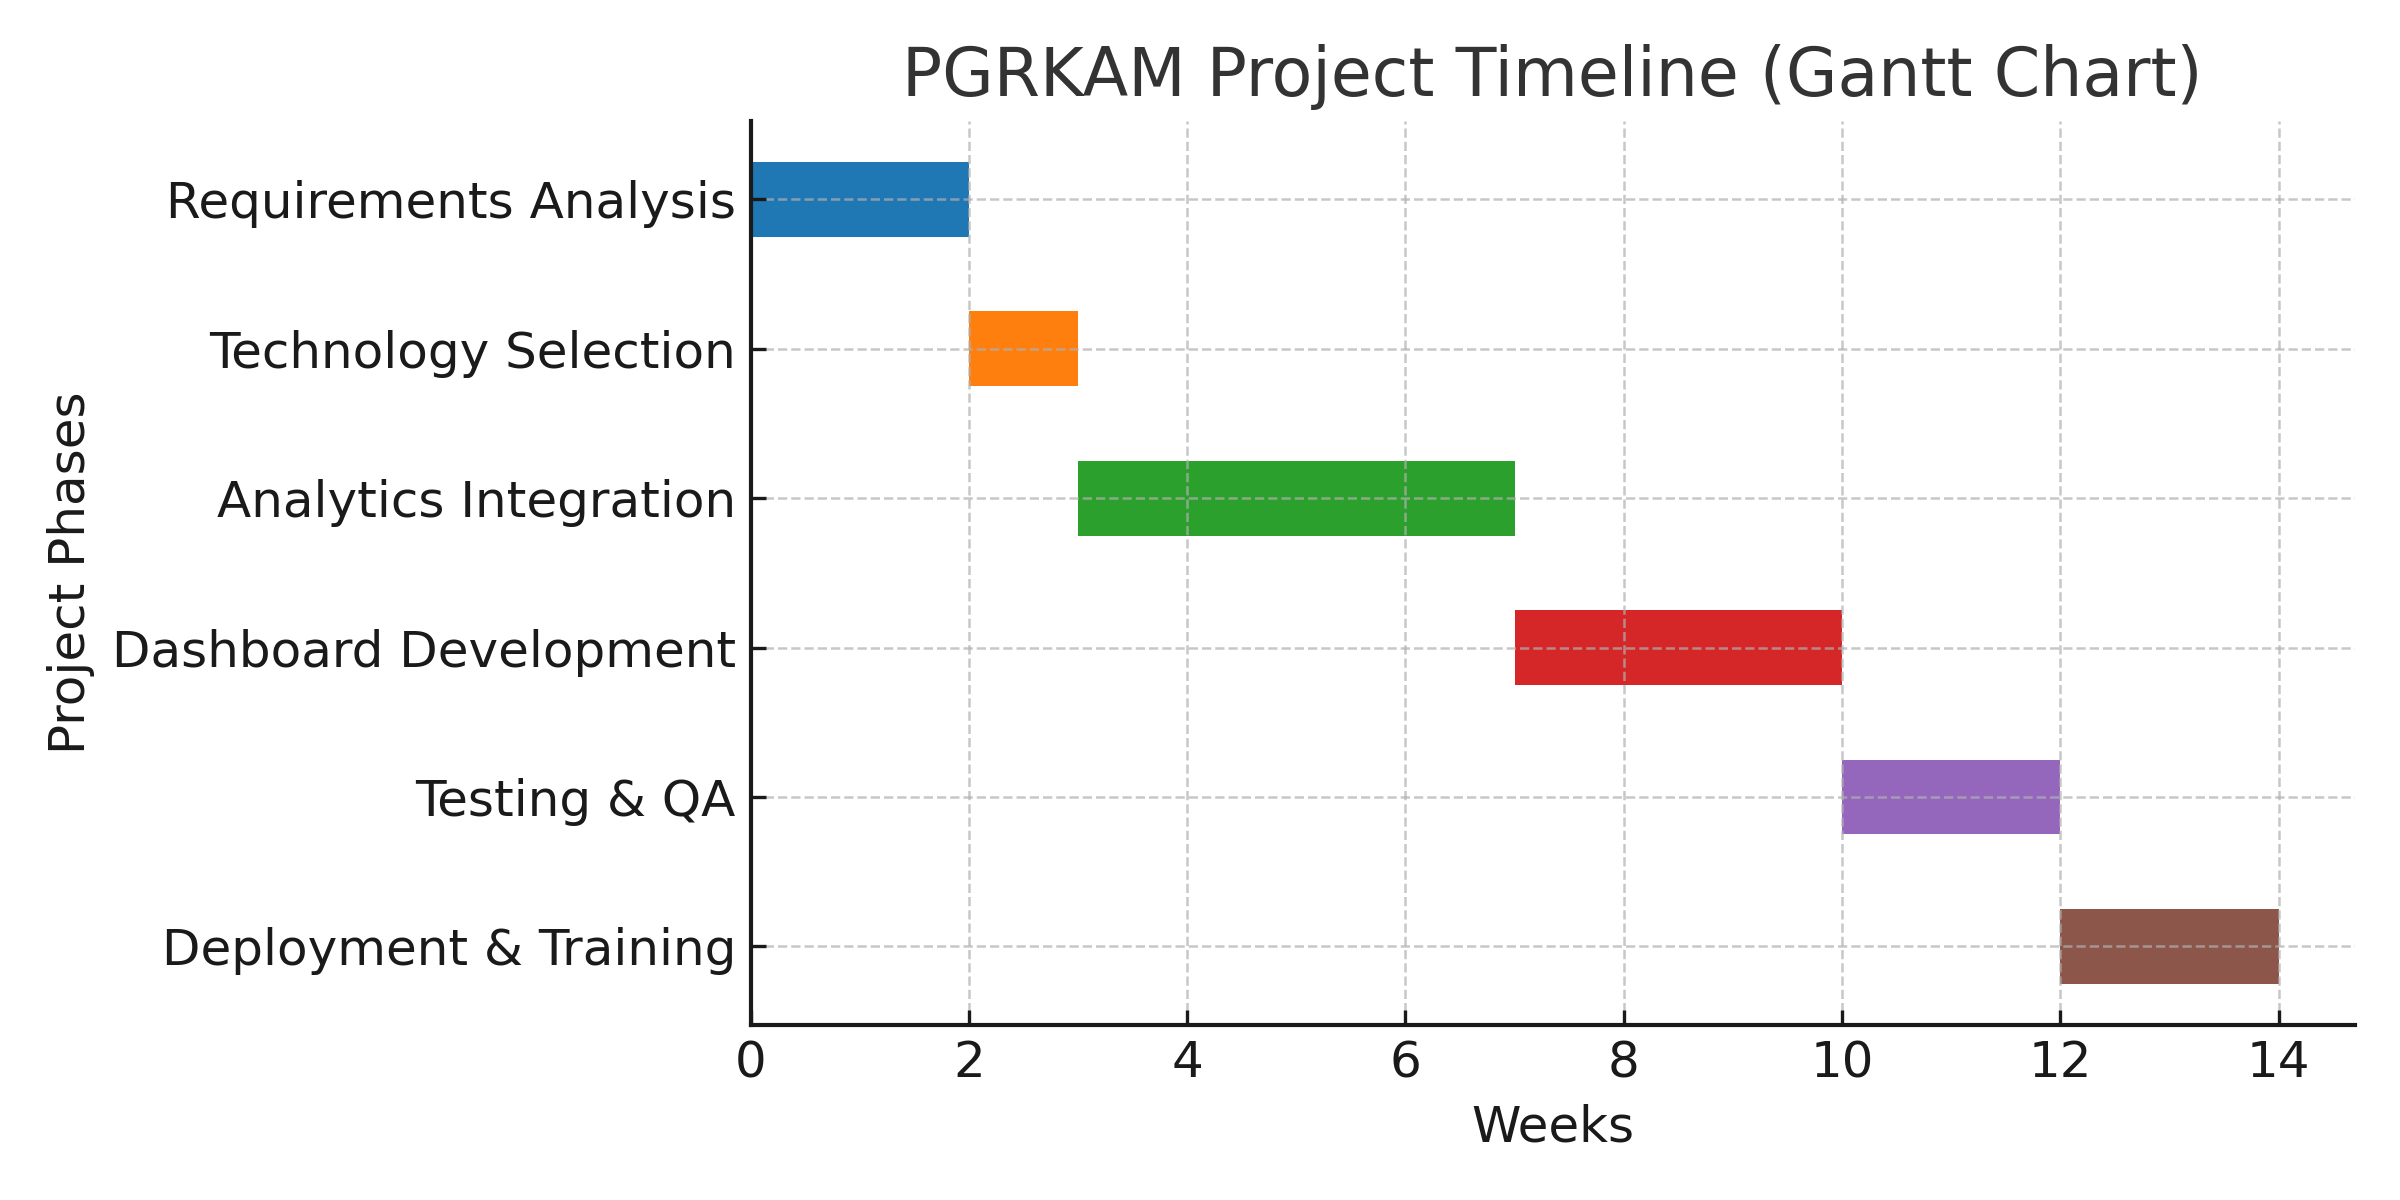 PGRKAM Project Timeline (Gantt Chart)
Project Phases
Requirements Analysis
Technology Selection
Analytics Integration
Dashboard Development
Testing & QA
Deployment & Training
0 2 4 6 8 10 12 14
Weeks